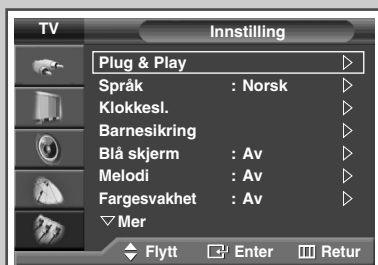 TV
Innstilling
Plug & Play
Språk : Norsk
Klokkesl.
Barnesikring
Blå skjerm : Av
Melodi : Av
Fargesvakhet : Av
Mer
Flytt Enter Retur